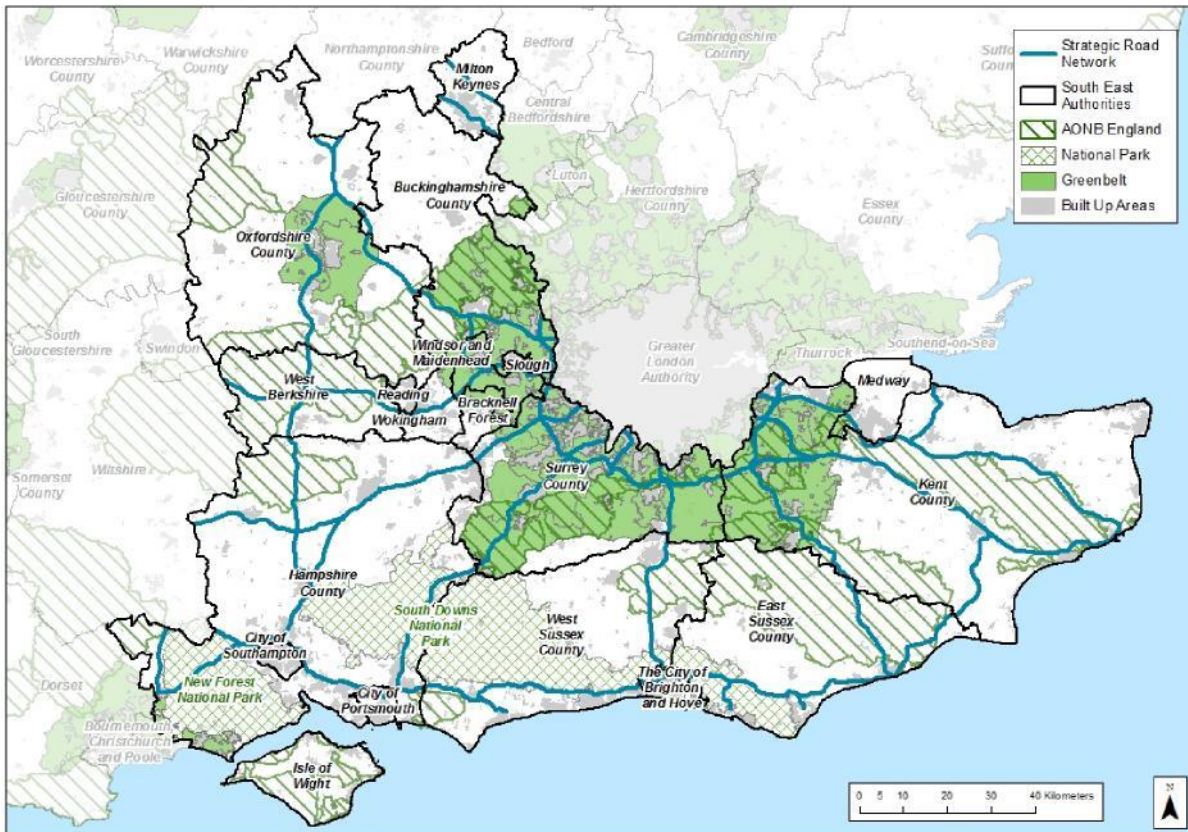 Worcestershire
County
Warwickshire
County
Northamptonshire
County
Bedford
Cambridgeshire
County
Milton
Keynes
Central
Bedfordshire
Strategic Road
Network
South East
Authorities
AONB England
National Park
Greenbelt
Built Up Areas
Gloucestershire
County
Buckinghamshire
County
Luton
Hertfordshire
County
Essex
County
Oxfordshire
County
South
Gloucestershire
Swindon
Windsor and
Maidenhead
Slough
Greater
London
Authority
Thurrock
Southend-on-Sea
Medway
West
Berkshire
Reading
Wokingham
Bracknell
Forest
Somerset
County
Wiltshire
Surrey
County
Kent
County
Hampshire
County
South Downs
National
Park
West
Sussex
County
East
Sussex
County
City of
Southampton
New Forest
National Park
City of
Portsmouth
The City of
Brighton
and Hove
Dorset
Bournemouth,
Christchurch
and Poole
Isle of
Wight
0 5 10 20 30 40 Kilometers
N